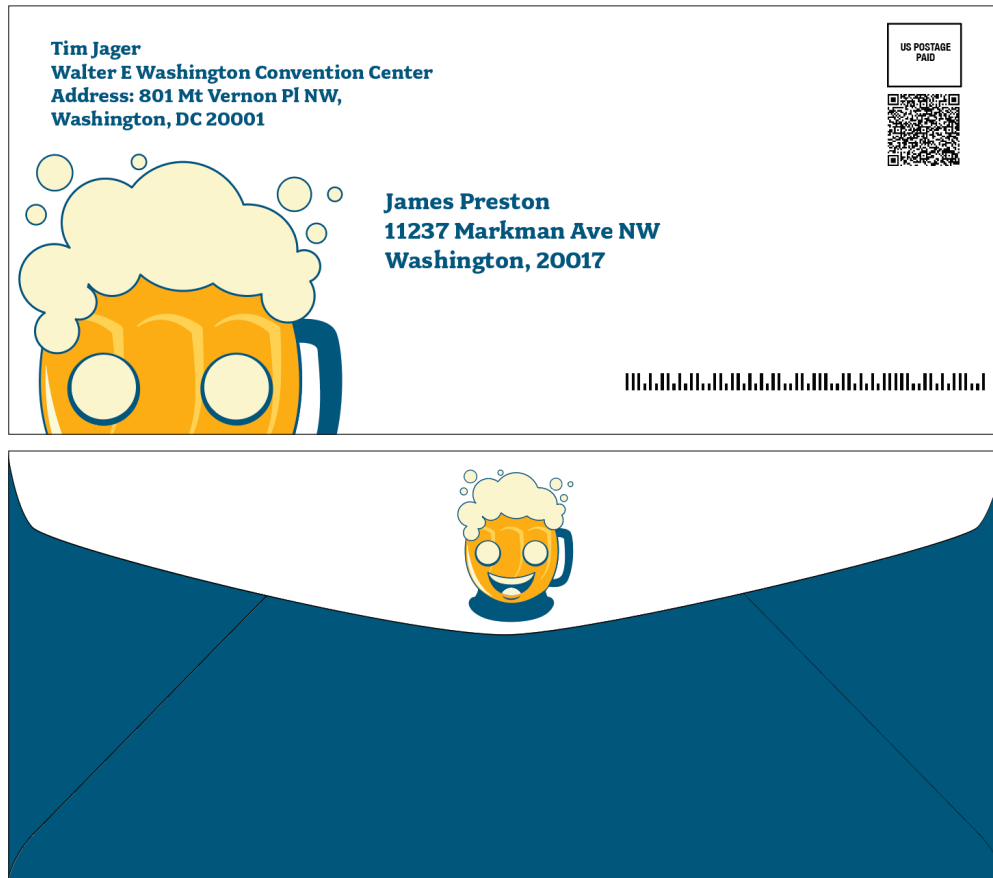 Tim Jager
Walter E Washington Convention Center
Address: 801 Mt Vernon Pl NW,
Washington, DC 20001
US POSTAGE
PAID
James Preston
11237 Markman Ave NW
Washington, 20017